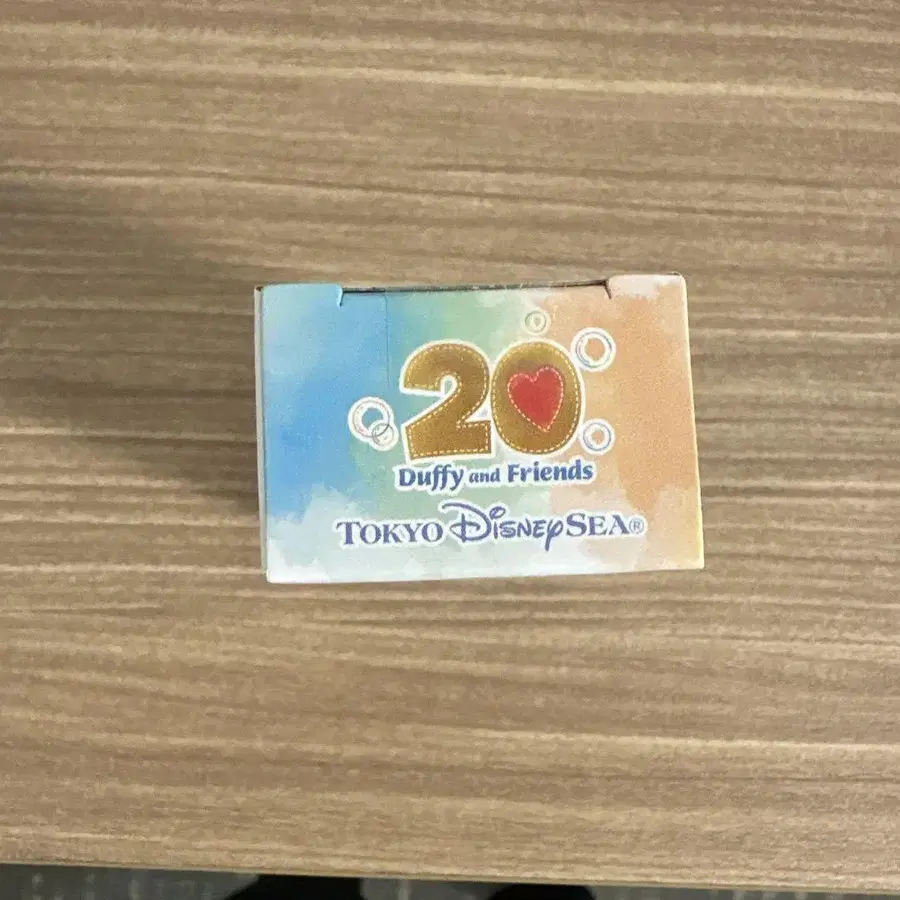 20
Duffy and Friends
TOKYO DISNEYSEA®